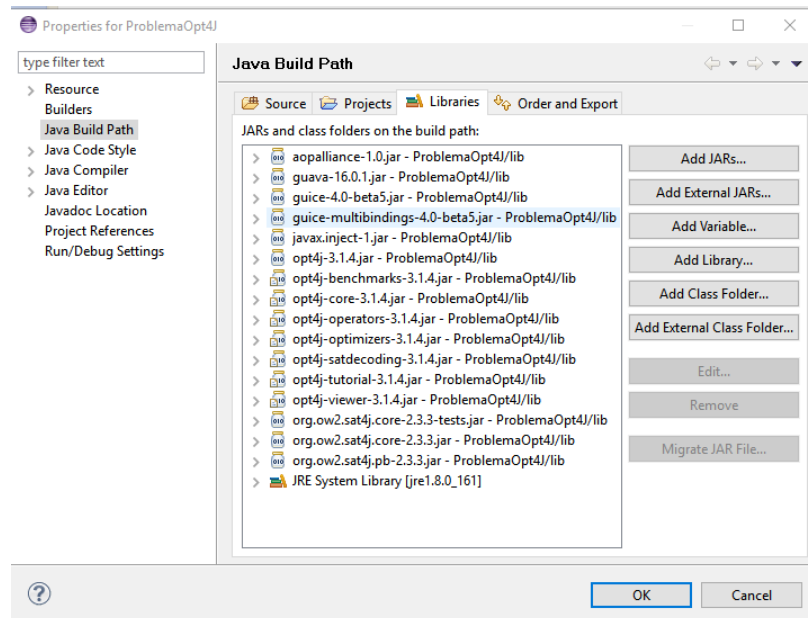 Properties for ProblemaOpt4J
type filter text
Resource
Builders
Java Build Path
Java Code Style
Java Compiler
Java Editor
Javadoc Location
Project References
Run/Debug Settings
Java Build Path
Source Projects Libraries Order and Export
JARs and class folders on the build path:
aopalliance-1.0.jar - ProblemaOpt4J/lib
guava-16.0.1.jar - ProblemaOpt4J/lib
guice-4.0-beta5.jar - ProblemaOpt4J/lib
guice-multibindings-4.0-beta5.jar - ProblemaOpt4J/lib
javax.inject-1.jar - ProblemaOpt4J/lib
opt4j-3.1.4.jar - ProblemaOpt4J/lib
opt4j-benchmarks-3.1.4.jar - ProblemaOpt4J/lib
opt4j-core-3.1.4.jar - ProblemaOpt4J/lib
opt4j-operators-3.1.4.jar - ProblemaOpt4J/lib
opt4j-optimizers-3.1.4.jar - ProblemaOpt4J/lib
opt4j-satdecoding-3.1.4.jar - ProblemaOpt4J/lib
opt4j-tutorial-3.1.4.jar - ProblemaOpt4J/lib
opt4j-viewer-3.1.4.jar - ProblemaOpt4J/lib
org.ow2.sat4j.core-2.3.3-tests.jar - ProblemaOpt4J/lib
org.ow2.sat4j.core-2.3.3.jar - ProblemaOpt4J/lib
org.ow2.sat4j.pb-2.3.3.jar - ProblemaOpt4J/lib
JRE System Library [jre1.8.0_161]
Add JARs...
Add External JARs...
Add Variable...
Add Library...
Add Class Folder...
Add External Class Folder...
Edit...
Remove
Migrate JAR File...
OK Cancel